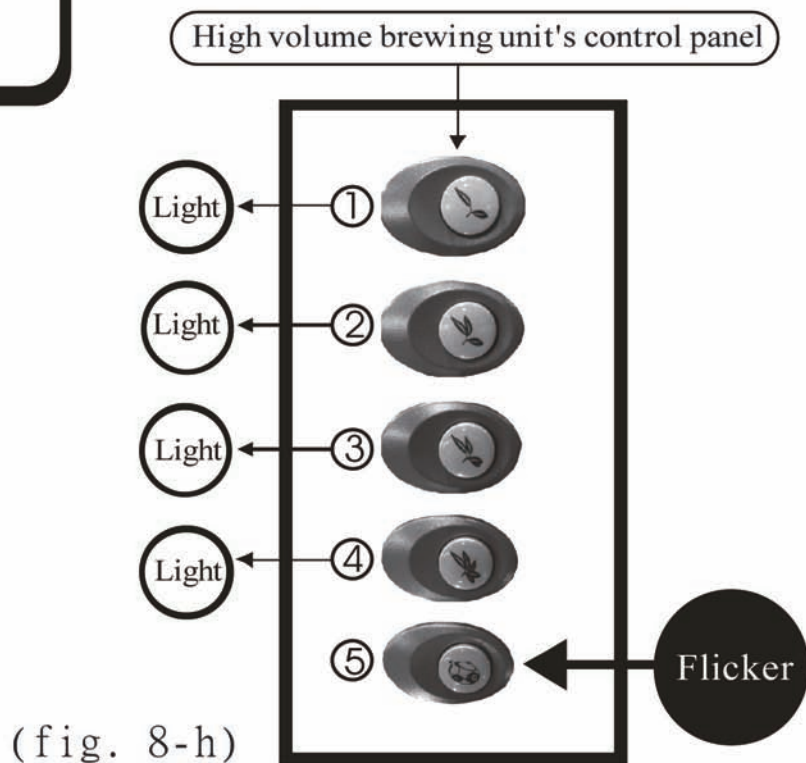 High volume brewing unit's control panel
Light ①
Light ②
Light ③
Light ④
⑤ Flicker
(fig. 8-h)